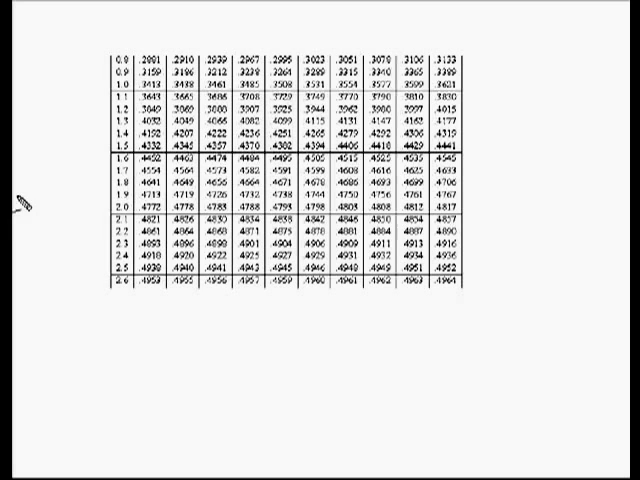 0.8 .2881 .2910 .2939 .2967 .2995 .3023 .3051 .3078 .3106 .3133
0.9 .3159 .3186 .3212 .3238 .3264 .3289 .3315 .3340 .3365 .3389
1.0 .3413 .3438 .3461 .3485 .3508 .3531 .3554 .3577 .3599 .3621
1.1 .3643 .3665 .3686 .3708 .3729 .3749 .3770 .3790 .3810 .3830
1.2 .3849 .3869 .3888 .3907 .3925 .3944 .3962 .3980 .3997 .4015
1.3 .4032 .4049 .4066 .4082 .4099 .4115 .4131 .4147 .4162 .4177
1.4 .4192 .4207 .4222 .4236 .4251 .4265 .4279 .4292 .4306 .4319
1.5 .4332 .4345 .4357 .4370 .4382 .4394 .4406 .4418 .4429 .4441
1.6 .4452 .4463 .4474 .4484 .4495 .4505 .4515 .4525 .4535 .4545
1.7 .4554 .4564 .4573 .4582 .4591 .4599 .4608 .4616 .4625 .4633
1.8 .4641 .4649 .4656 .4664 .4671 .4678 .4686 .4693 .4699 .4706
1.9 .4713 .4719 .4726 .4732 .4738 .4744 .4750 .4756 .4761 .4767
2.0 .4772 .4778 .4783 .4788 .4793 .4798 .4803 .4808 .4812 .4817
2.1 .4821 .4826 .4830 .4834 .4838 .4842 .4846 .4850 .4854 .4857
2.2 .4861 .4864 .4868 .4871 .4875 .4878 .4881 .4884 .4887 .4890
2.3 .4893 .4896 .4898 .4901 .4904 .4906 .4909 .4911 .4913 .4916
2.4 .4918 .4920 .4922 .4925 .4927 .4929 .4931 .4932 .4934 .4936
2.5 .4938 .4940 .4941 .4943 .4945 .4946 .4948 .4949 .4951 .4952
2.6 .4953 .4955 .4956 .4957 .4959 .4960 .4961 .4962 .4963 .4964